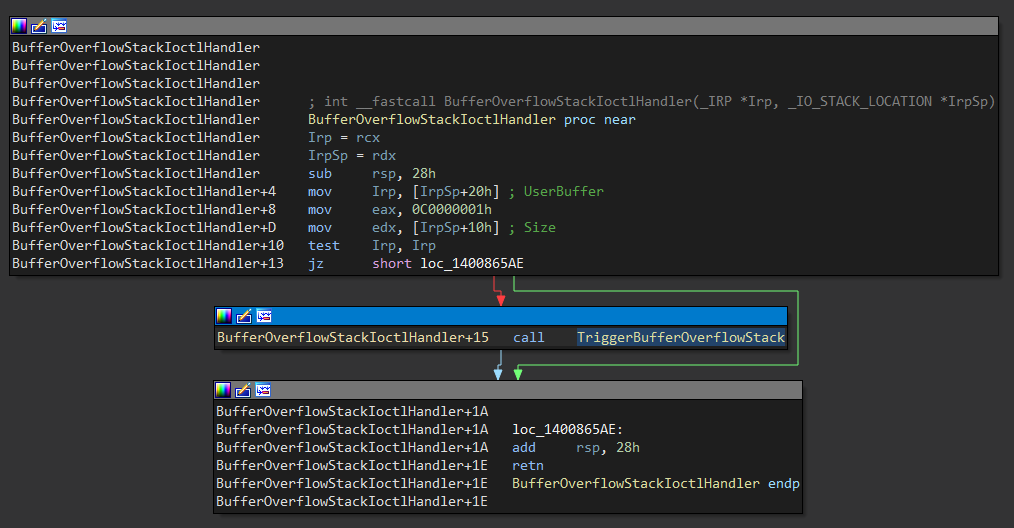 BufferOverflowStackIoctlHandler
BufferOverflowStackIoctlHandler
BufferOverflowStackIoctlHandler
BufferOverflowStackIoctlHandler ; int __fastcall BufferOverflowStackIoctlHandler(_IRP *Irp, _IO_STACK_LOCATION *IrpSp)
BufferOverflowStackIoctlHandler BufferOverflowStackIoctlHandler proc near
BufferOverflowStackIoctlHandler Irp = rcx
BufferOverflowStackIoctlHandler IrpSp = rdx
BufferOverflowStackIoctlHandler sub rsp, 28h
BufferOverflowStackIoctlHandler+4 mov Irp, [IrpSp+20h] ; UserBuffer
BufferOverflowStackIoctlHandler+8 mov eax, 0C0000001h
BufferOverflowStackIoctlHandler+D mov edx, [IrpSp+10h] ; Size
BufferOverflowStackIoctlHandler+10 test Irp, Irp
BufferOverflowStackIoctlHandler+13 jz short loc_1400865AE
BufferOverflowStackIoctlHandler+15 call TriggerBufferOverflowStack
BufferOverflowStackIoctlHandler+1A
BufferOverflowStackIoctlHandler+1A loc_1400865AE:
BufferOverflowStackIoctlHandler+1A add rsp, 28h
BufferOverflowStackIoctlHandler+1E retn
BufferOverflowStackIoctlHandler+1E BufferOverflowStackIoctlHandler endp
BufferOverflowStackIoctlHandler+1E